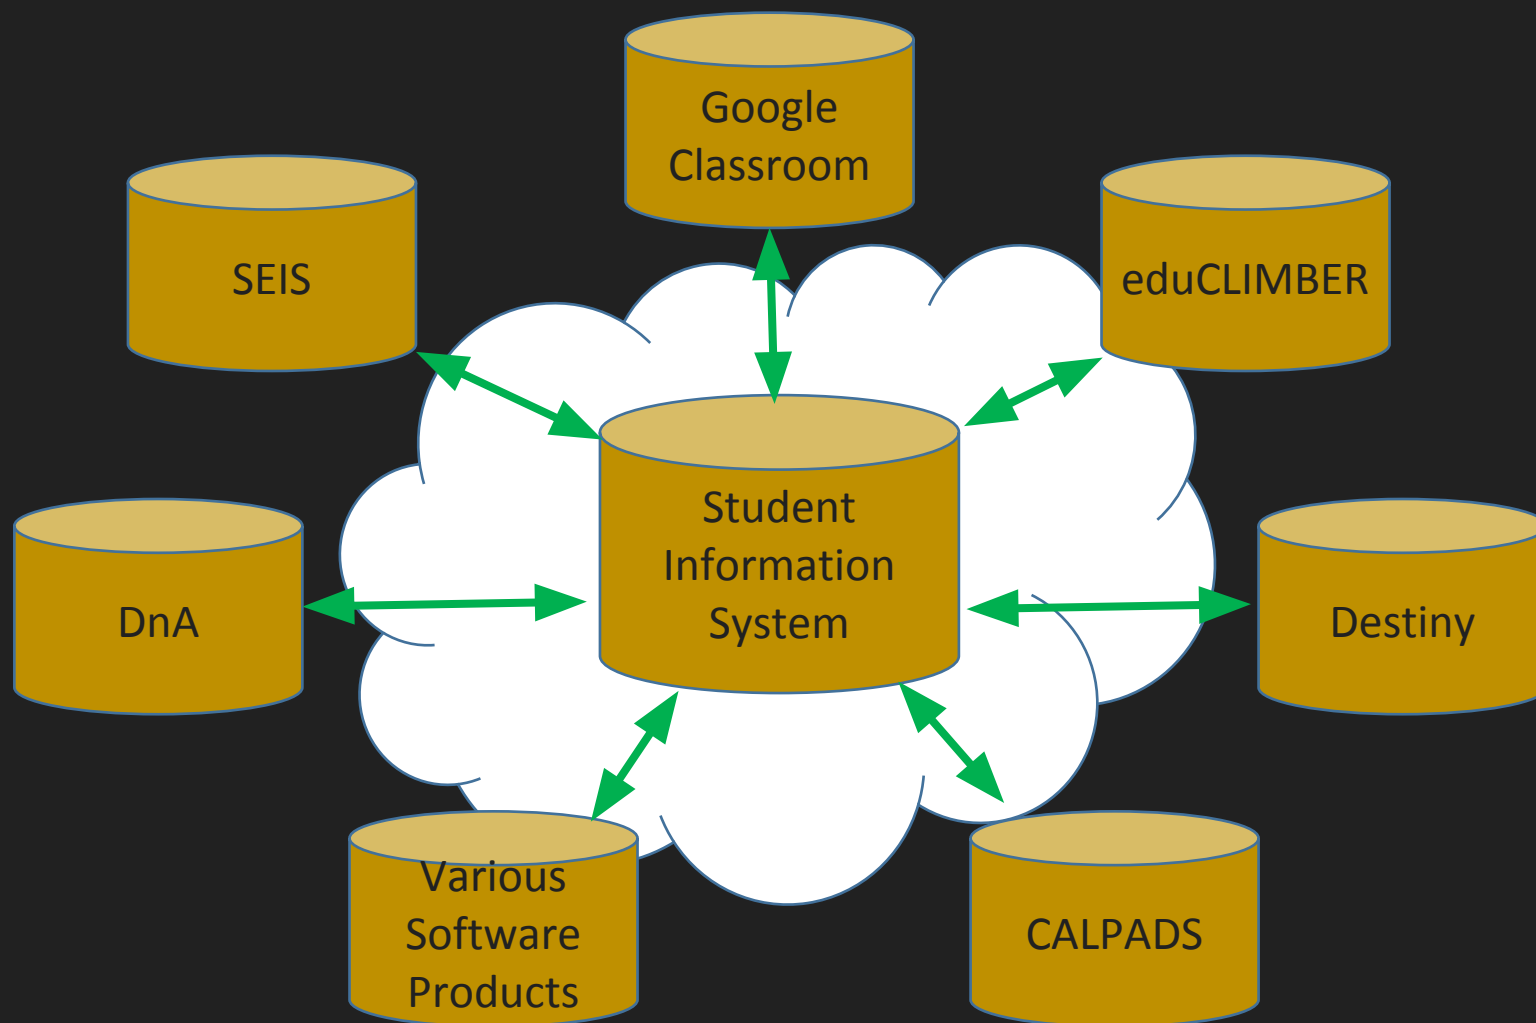 Google
Classroom
SEIS
eduCLIMBER
Student
Information
System
DnA
Destiny
Various
Software
Products
CALPADS